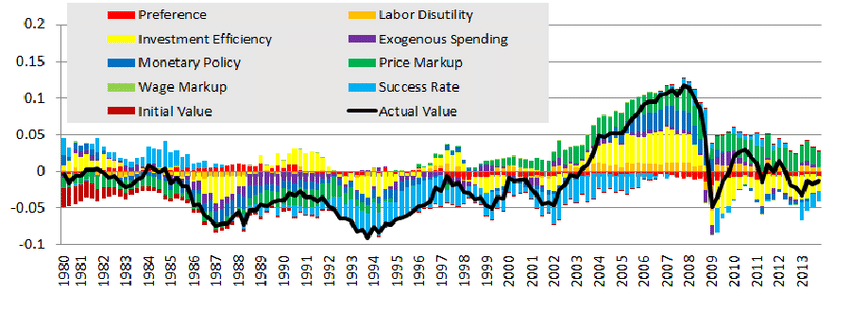 0.2
0.15
0.1
0.05
0
-0.05
-0.1
Preference Labor Disutility
Investment Efficiency Exogenous Spending
Monetary Policy Price Markup
Wage Markup Success Rate
Initial Value Actual Value
1980 1981 1982 1983 1984 1985 1986 1987 1988 1989 1990 1991 1992 1993 1994 1995 1996 1997 1998 1999 2000 2001 2002 2003 2004 2005 2006 2007 2008 2009 2010 2011 2012 2013